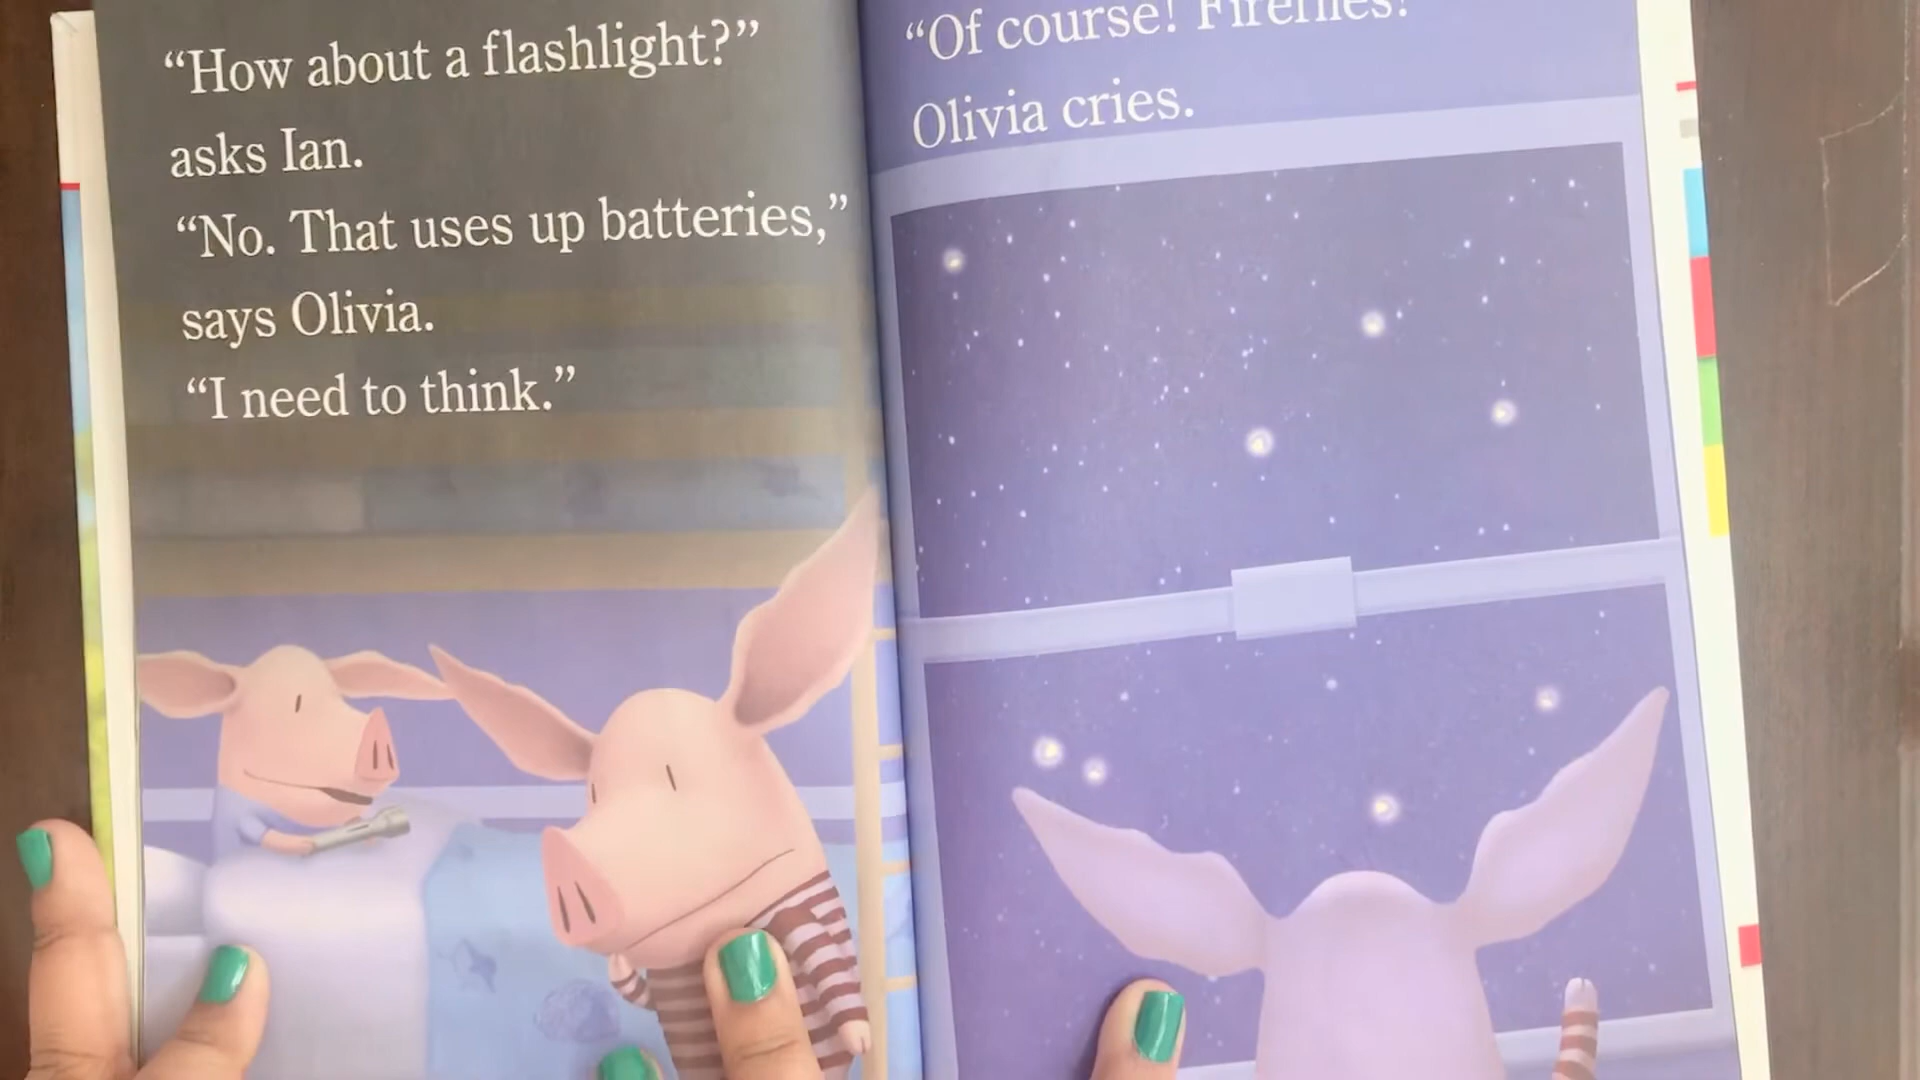 “How about a flashlight?”
asks Ian.
“No. That uses up batteries,”
says Olivia.
“I need to think.”
“Of course! Fireflies!
Olivia cries.